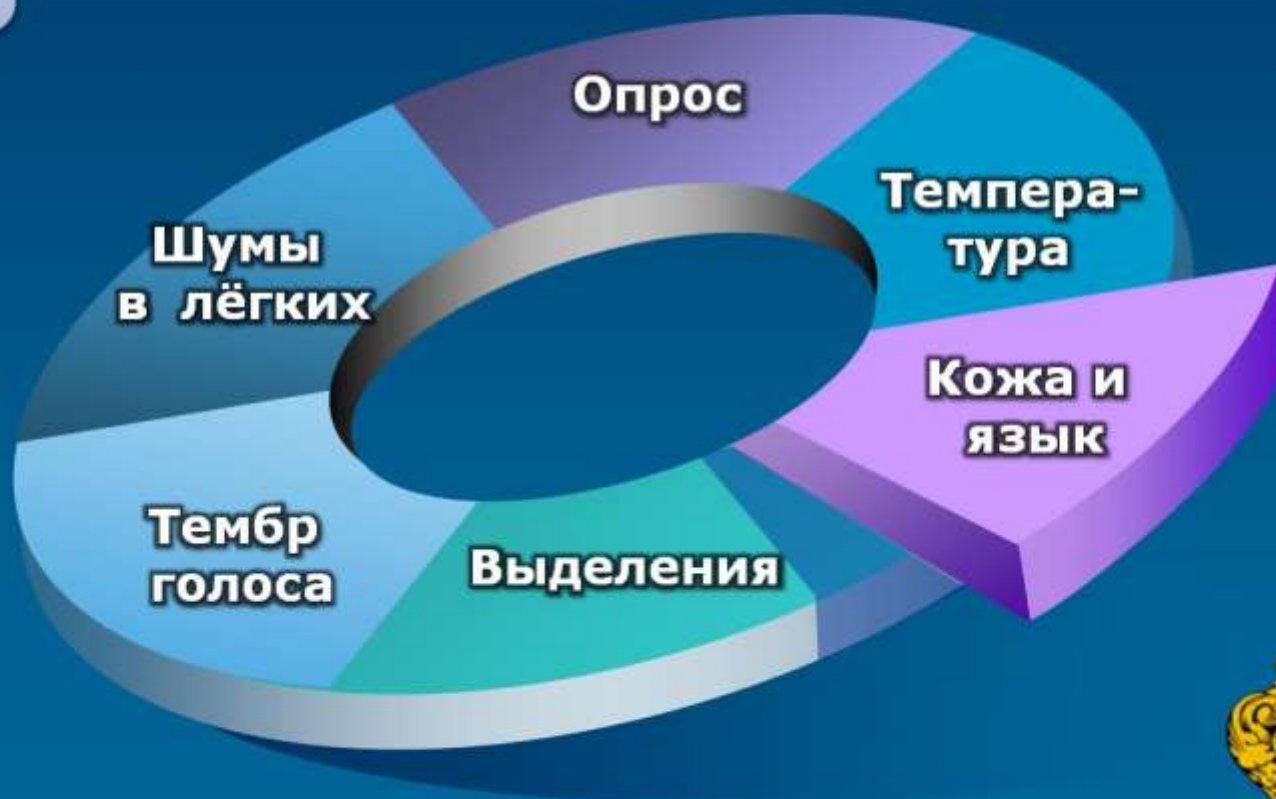 Опрос
Темпера-
тура
Шумы
в лёгких
Кожа и
язык
Тембр
голоса
Выделения